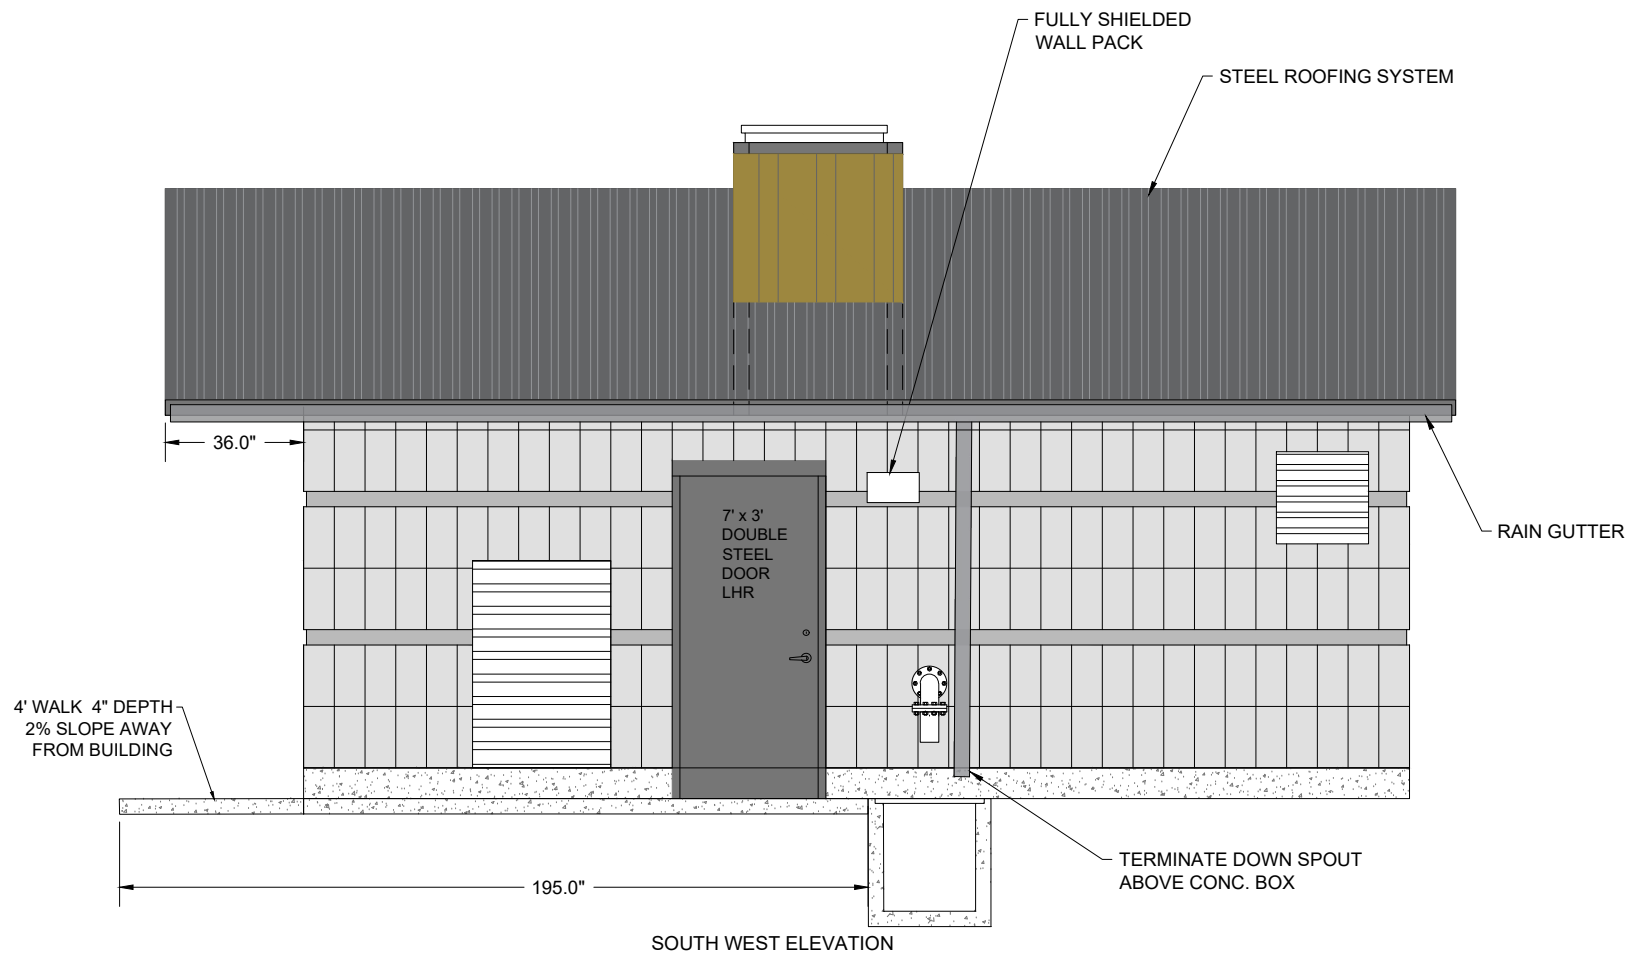 FULLY SHIELDED
WALL PACK
STEEL ROOFING SYSTEM
36.0"
7' x 3'
DOUBLE
STEEL
DOOR
LHR
RAIN GUTTER
4' WALK 4" DEPTH
2% SLOPE AWAY
FROM BUILDING
TERMINATE DOWN SPOUT
ABOVE CONC. BOX
195.0"
SOUTH WEST ELEVATION